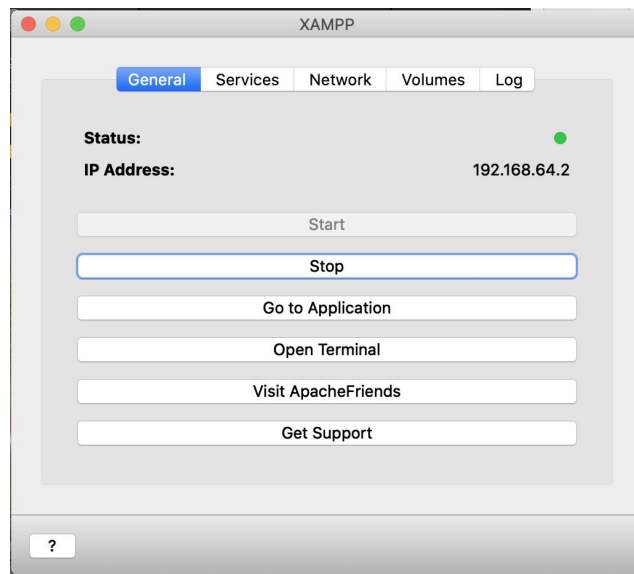 XAMPP
General Services Network Volumes Log
Status:
IP Address: 192.168.64.2
Start
Stop
Go to Application
Open Terminal
Visit ApacheFriends
Get Support
?